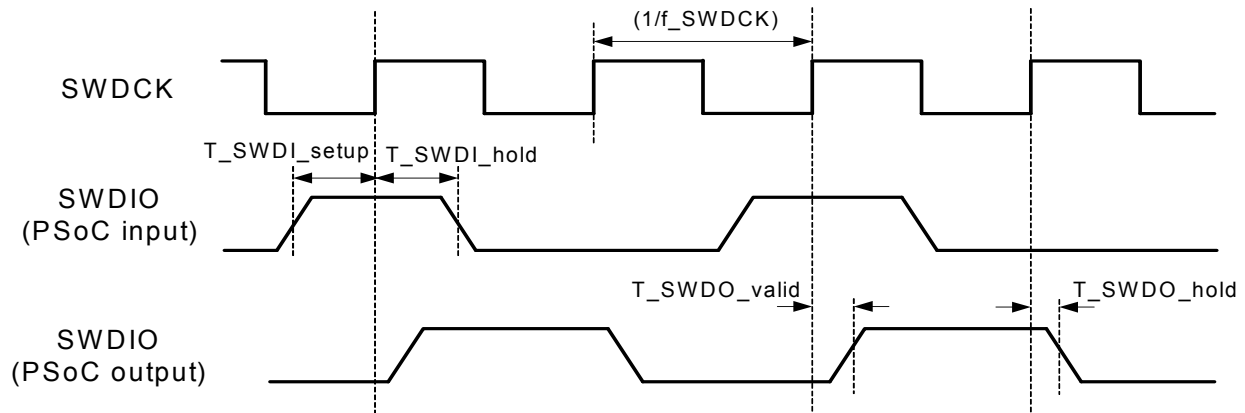 (1/f_SWDCK)
SWDCK
T_SWDI_setup T_SWDI_hold
SWDIO
(PSoC input)
T_SWDO_valid T_SWDO_hold
SWDIO
(PSoC output)